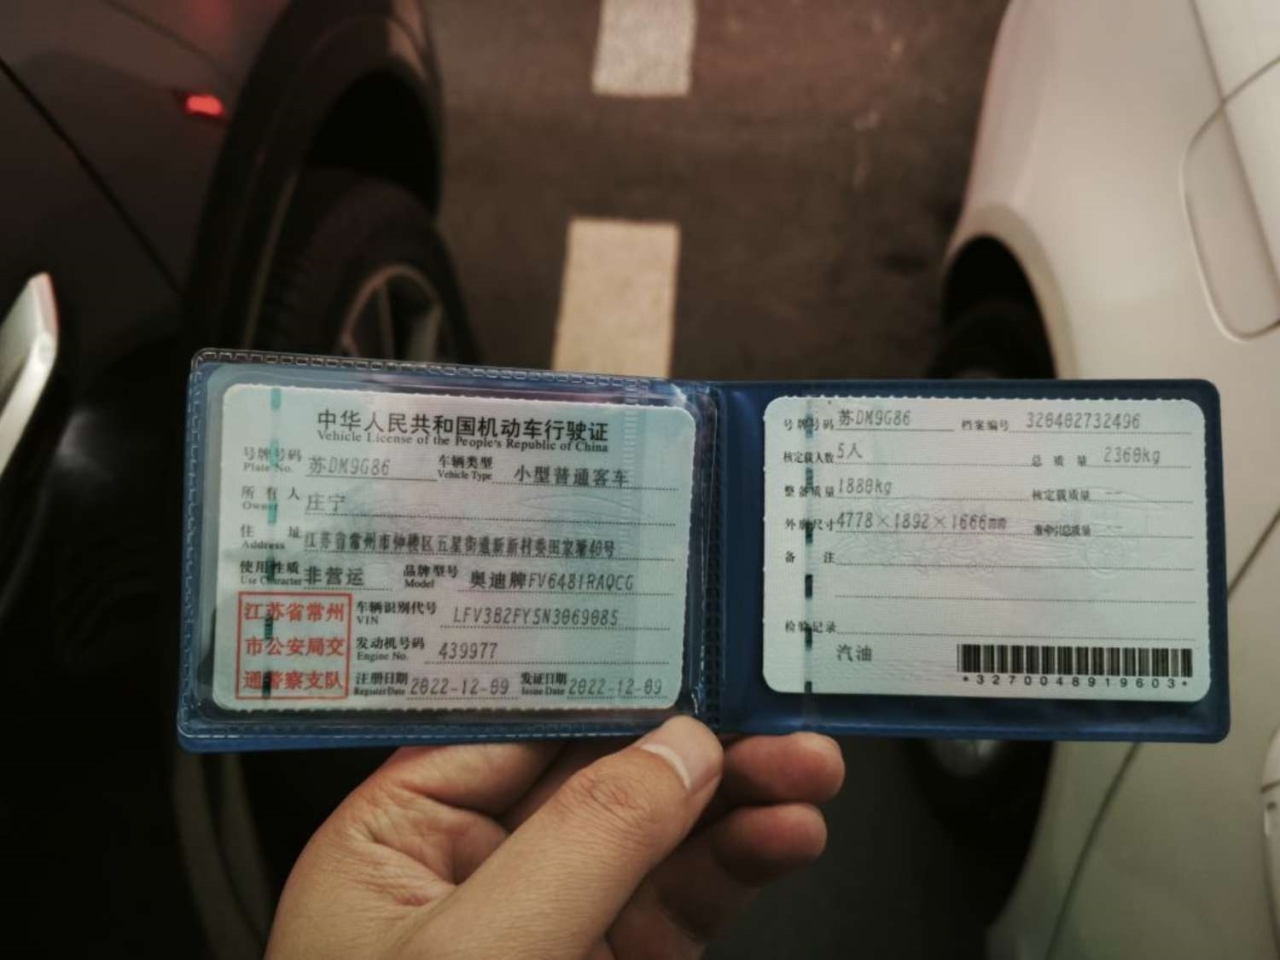 中华人民共和国机动车行驶证
Vehicle License of the People's Republic of China
号牌号码 苏DM9G86 车辆类型 小型普通客车
Plate No. Vehicle Type
所有人 庄宁
Owner
住址 江苏省常州市钟楼区五星街道新新村委田家塘40号
Address
使用性质 非营运 品牌型号 奥迪牌FV6481RAQCG
Use Character Model
江苏省常州
市公安局交
通警察支队
车辆识别代号 LFV3B2FY5N3069085
VIN
发动机号码 439977
Engine No.
注册日期 2022-12-09 发证日期 2022-12-09
Register Date Issue Date
号牌号码 苏DM9G86 档案编号 320402732496
核定载人数 5人 总质量 2360kg
整备质量 1880kg 核定载质量 --
外廓尺寸 4778×1892×1666mm 准牵引总质量 --
备注
检验记录
汽油
*3270048919603*